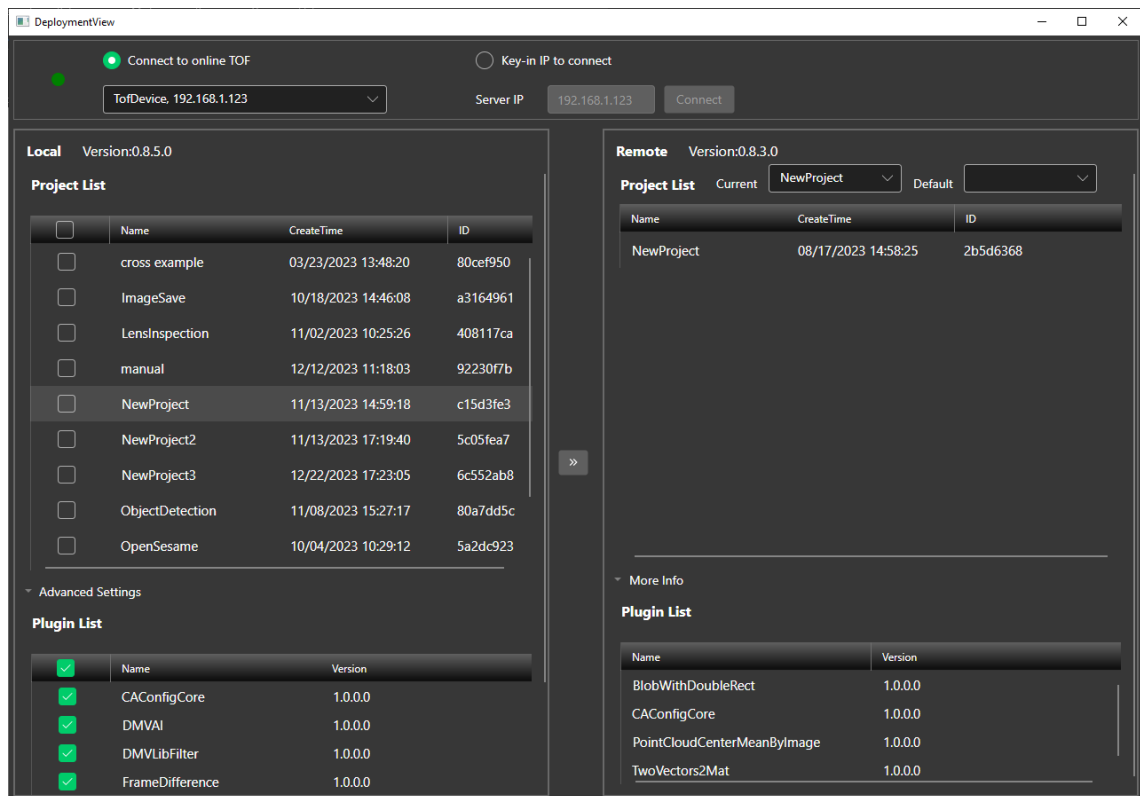 DeploymentView
Connect to online TOF
Key-in IP to connect
TofDevice, 192.168.1.123
Server IP 192.168.1.123 Connect
Local Version:0.8.5.0
Project List
Name CreateTime ID
cross example 03/23/2023 13:48:20 80cef950
ImageSave 10/18/2023 14:46:08 a3164961
LensInspection 11/02/2023 10:25:26 408117ca
manual 12/12/2023 11:18:03 92230f7b
NewProject 11/13/2023 14:59:18 c15d3fe3
NewProject2 11/13/2023 17:19:40 5c05fea7
NewProject3 12/22/2023 17:23:05 6c552ab8
ObjectDetection 11/08/2023 15:27:17 80a7dd5c
OpenSesame 10/04/2023 10:29:12 5a2dc923
Advanced Settings
Plugin List
Name Version
CAConfigCore 1.0.0.0
DMVAI 1.0.0.0
DMVLibFilter 1.0.0.0
FrameDifference 1.0.0.0
»
Remote Version:0.8.3.0
Project List Current NewProject Default
Name CreateTime ID
NewProject 08/17/2023 14:58:25 2b5d6368
More Info
Plugin List
Name Version
BlobWithDoubleRect 1.0.0.0
CAConfigCore 1.0.0.0
PointCloudCenterMeanByImage 1.0.0.0
TwoVectors2Mat 1.0.0.0